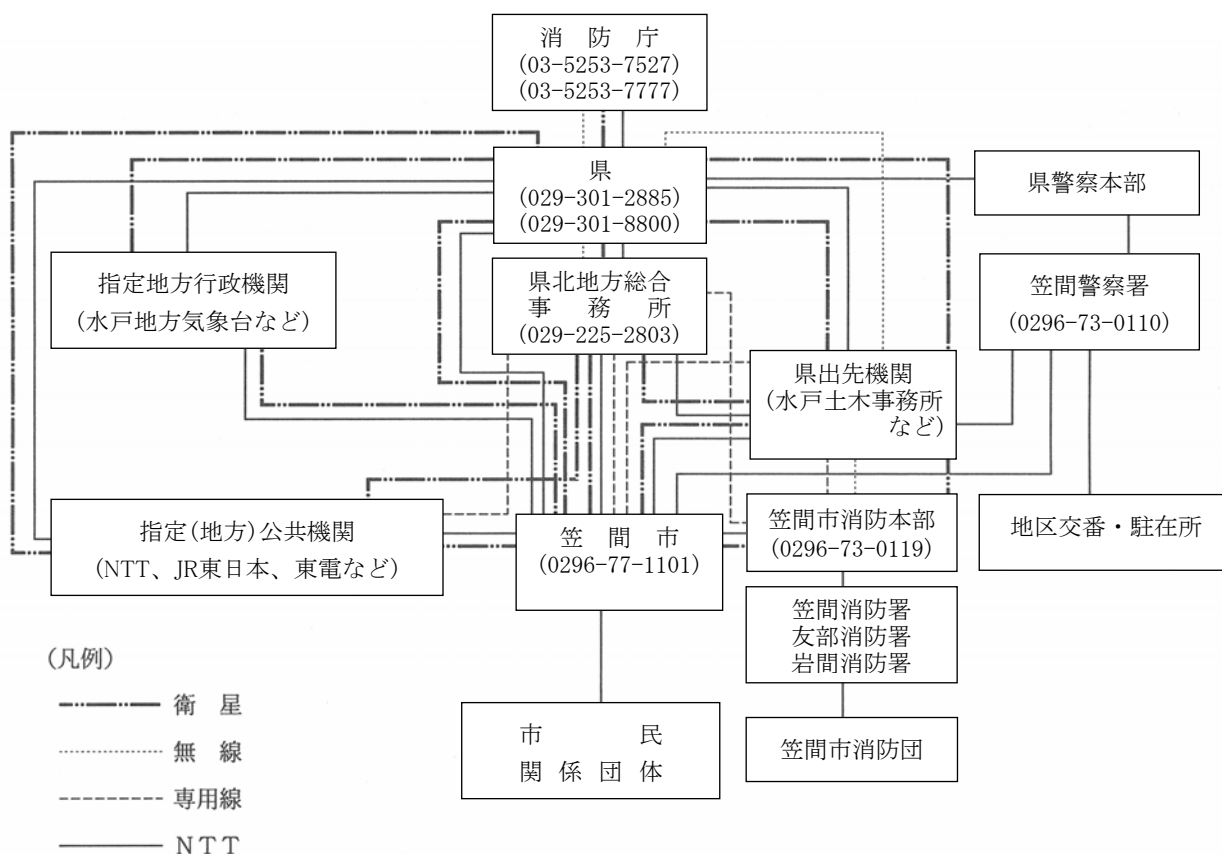 消防庁
(03-5253-7527)
(03-5253-7777)
県
(029-301-2885)
(029-301-8800)
県警察本部
指定地方行政機関
(水戸地方気象台など)
県北地方総合
事務所
(029-225-2803)
笠間警察署
(0296-73-0110)
県出先機関
(水戸土木事務所
など)
指定(地方)公共機関
(NTT、JR東日本、東電など)
笠間市
(0296-77-1101)
笠間市消防本部
(0296-73-0119)
地区交番・駐在所
笠間消防署
友部消防署
岩間消防署
市民
関係団体
笠間市消防団
(凡例)
衛星
無線
専用線
NTT